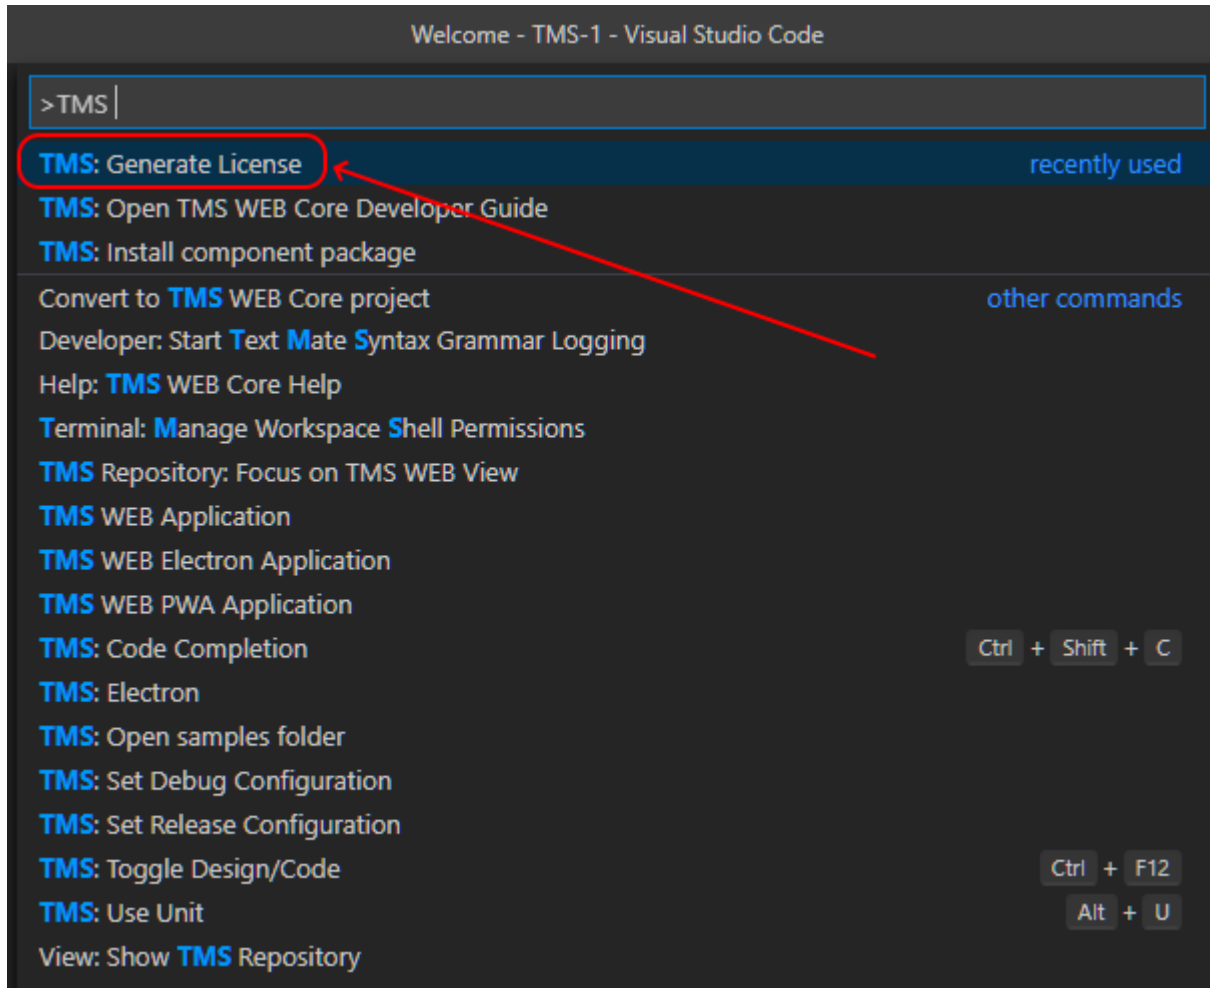 Welcome - TMS-1 - Visual Studio Code
>TMS
TMS: Generate License recently used
TMS: Open TMS WEB Core Developer Guide
TMS: Install component package
Convert to TMS WEB Core project other commands
Developer: Start Text Mate Syntax Grammar Logging
Help: TMS WEB Core Help
Terminal: Manage Workspace Shell Permissions
TMS Repository: Focus on TMS WEB View
TMS WEB Application
TMS WEB Electron Application
TMS WEB PWA Application
TMS: Code Completion Ctrl + Shift + C
TMS: Electron
TMS: Open samples folder
TMS: Set Debug Configuration
TMS: Set Release Configuration
TMS: Toggle Design/Code Ctrl + F12
TMS: Use Unit Alt + U
View: Show TMS Repository